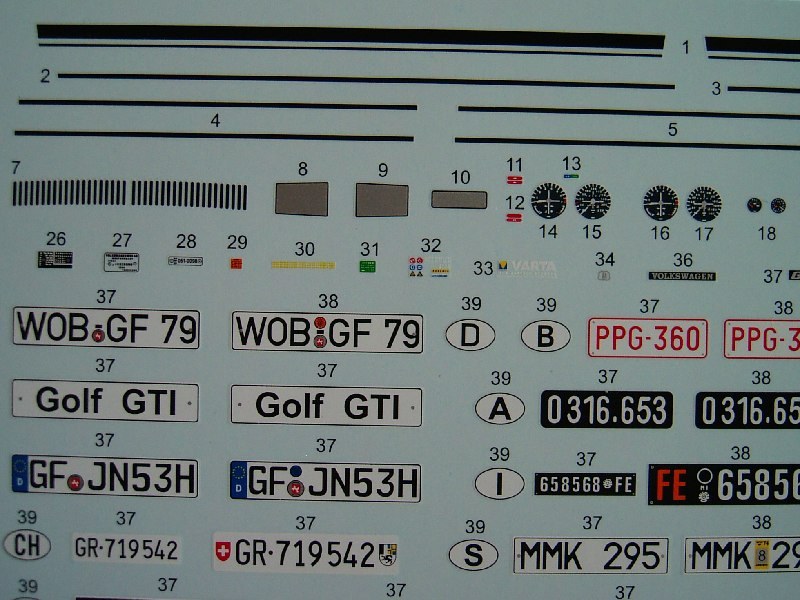 1
2
3
4
5
7 8 9 10 11 13
12
14 15 16 17 18
26 27 28 29 30 31 32 33 34 36 37
VARTA
VOLKSWAGEN
37 38 39 39 37 38
WOB GF 79 WOB GF 79 D B PPG-360 PPG-3
37 37 39 37 38
Golf GTI Golf GTI A O316.653 O316.65
37 37 39 37 38
D GF JN53H D GF JN53H I 658568 FE FE 65856
39 37 37 39 37 38
CH GR·719542 GR·719542 S MMK 295 MMK 8 29
39 37 37 37